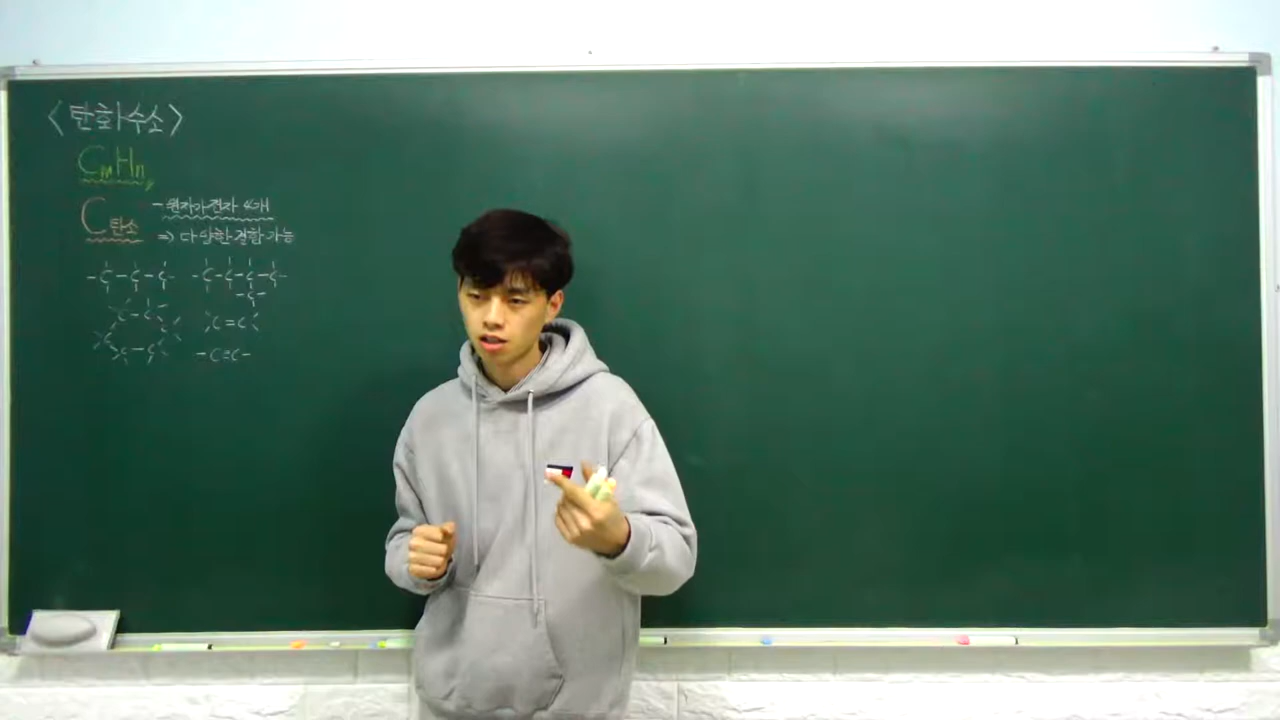 <탄화수소>
CmHn
C탄소 - 원자가전자 4개
⇒ 다양한 결합 가능
-C-C-C- -C-C-C-C-
C
C-C C=C
C C
C-C -C≡C-